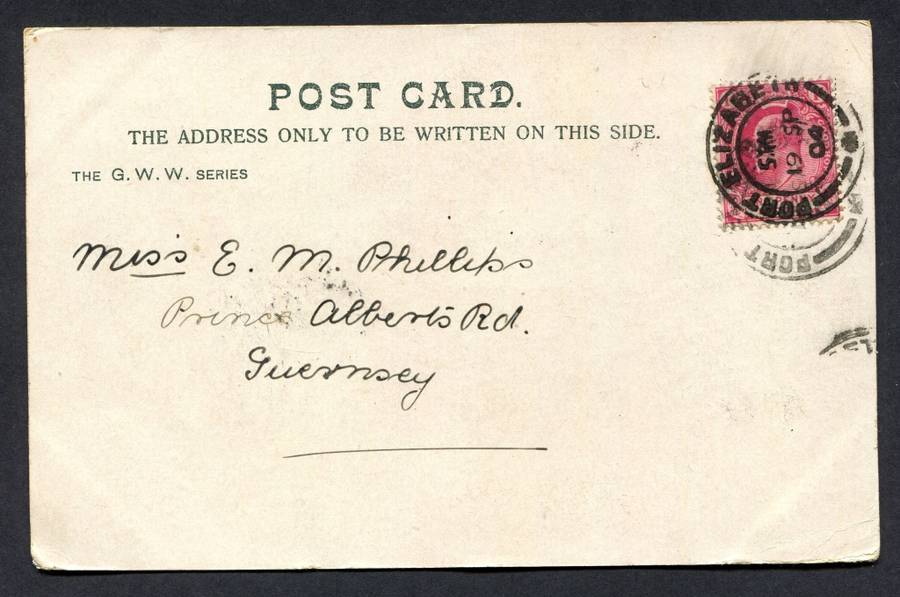 POST CARD.
THE ADDRESS ONLY TO BE WRITTEN ON THIS SIDE.
THE G. W. W. SERIES
PORT ELIZABETH
5 PM
19 SP
04
PORT
Miss E. M. Phillips
Prince Albert's Rd.
Guernsey